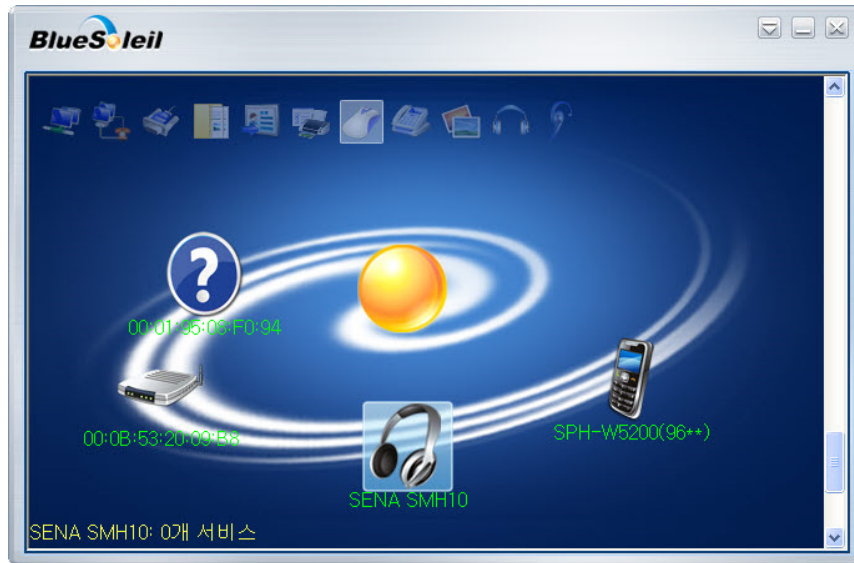 BlueSoleil
00:01:95:08:F0:94
00:0B:53:20:09:B8
SPH-W5200(96**)
SENA SMH10
SENA SMH10: 0개 서비스